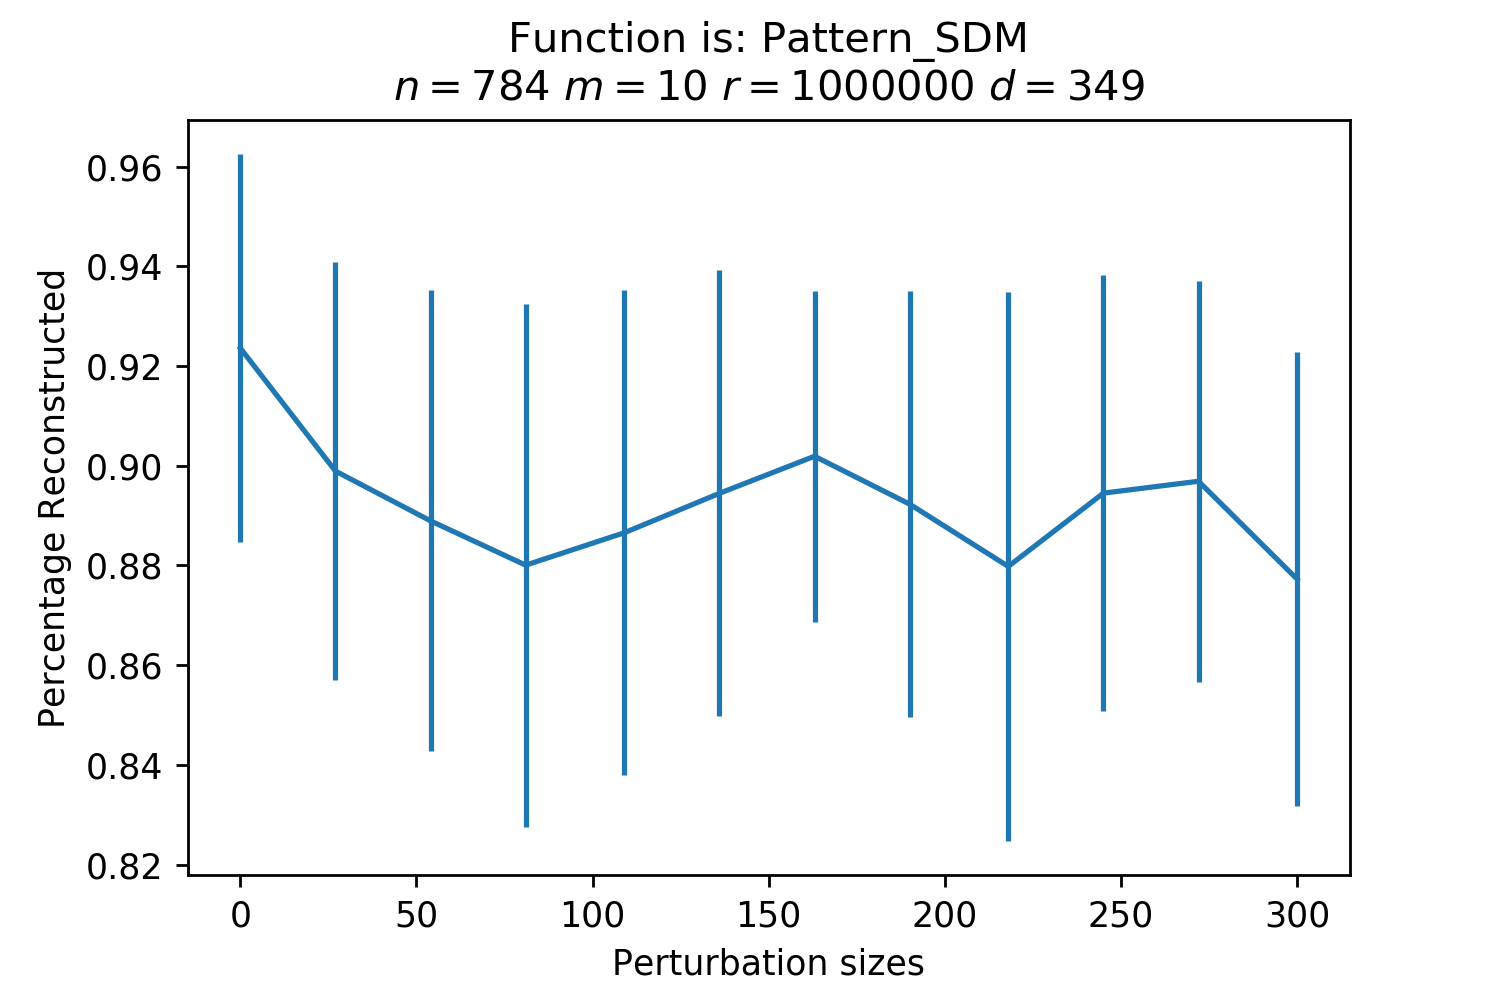 Function is: Pattern_SDM
n = 784 m = 10 r = 1000000 d = 349
Percentage Reconstructed
0.96
0.94
0.92
0.90
0.88
0.86
0.84
0.82
0 50 100 150 200 250 300
Perturbation sizes